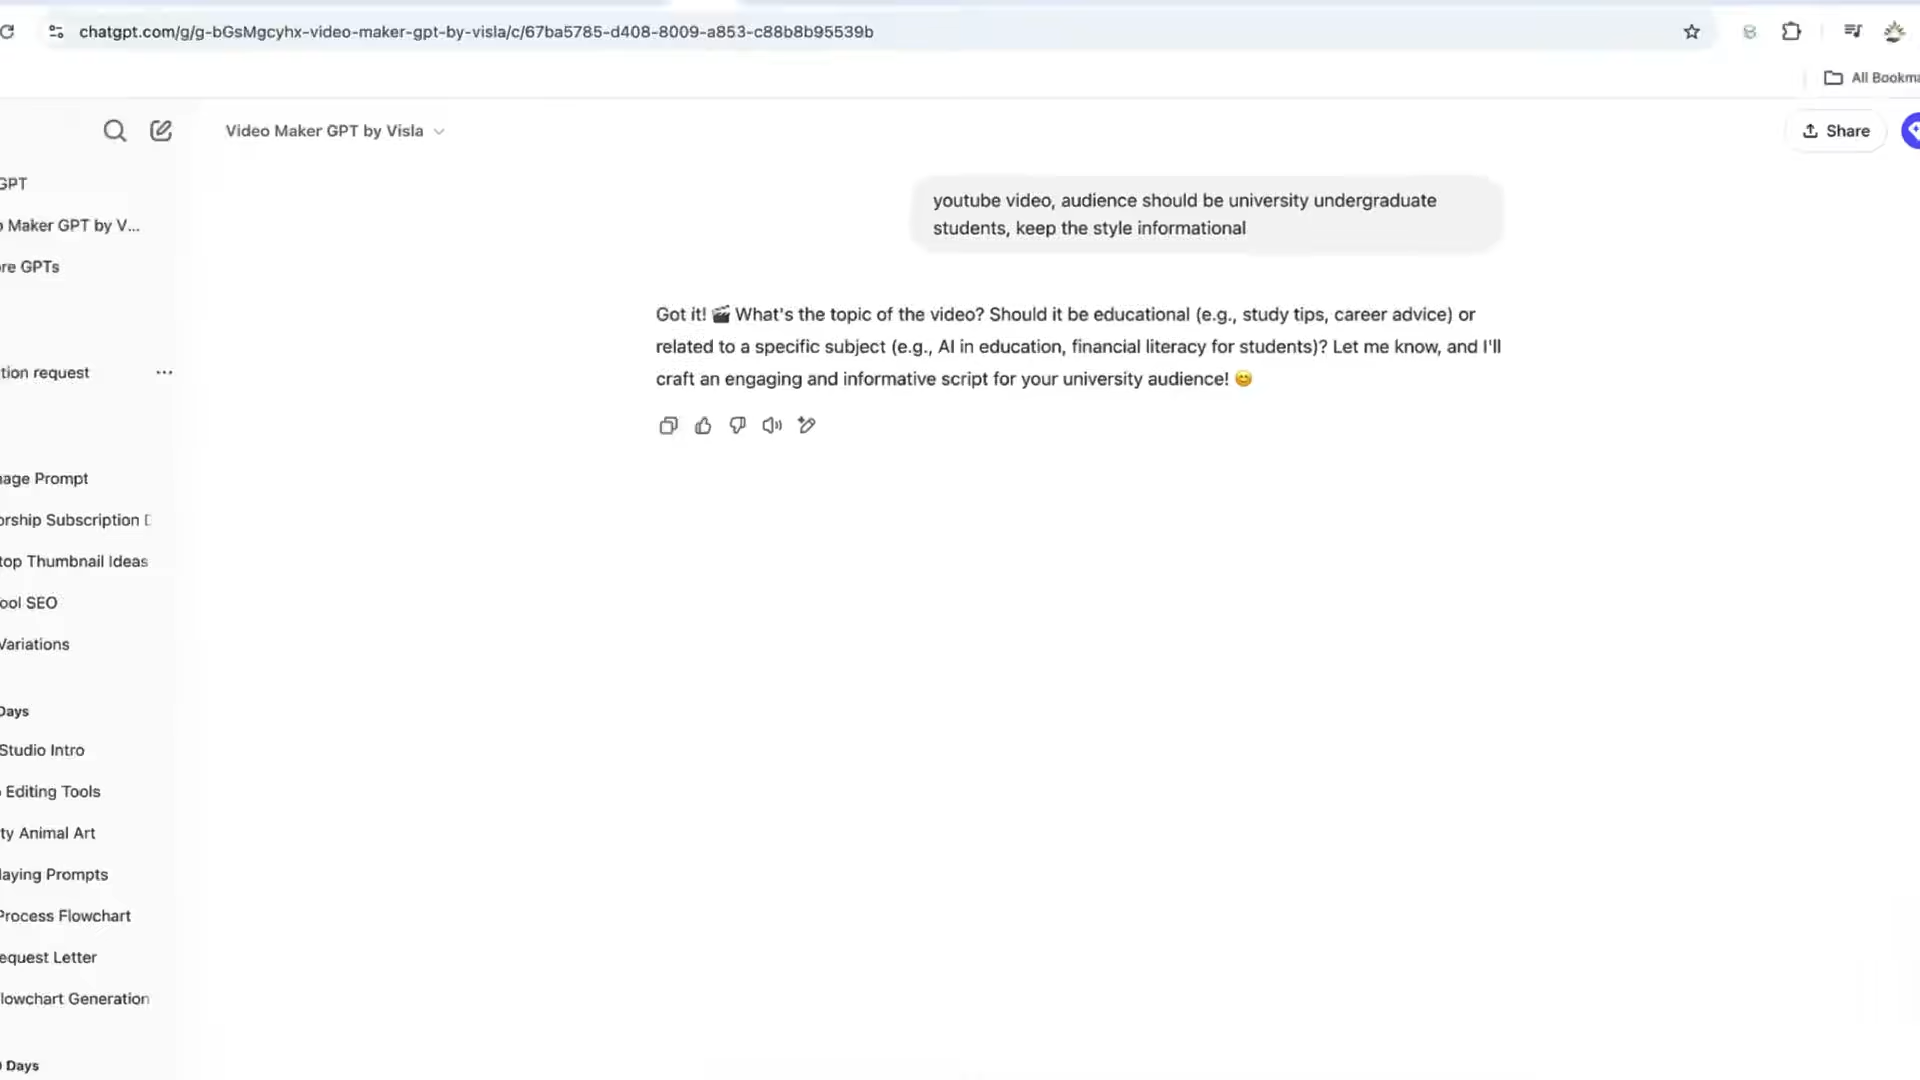 chatgpt.com/g/g-bGsMgcyhx-video-maker-gpt-by-visla/c/67ba5785-d408-8009-a853-c88b8b95539b
All Bookma
Video Maker GPT by Visla
Share
GPT
o Maker GPT by V...
re GPTs
tion request
nage Prompt
orship Subscription D
top Thumbnail Ideas
ool SEO
Variations
Days
Studio Intro
Editing Tools
ty Animal Art
laying Prompts
Process Flowchart
equest Letter
lowchart Generation
Days
youtube video, audience should be university undergraduate
students, keep the style informational
Got it! 🎬 What's the topic of the video? Should it be educational (e.g., study tips, career advice) or
related to a specific subject (e.g., AI in education, financial literacy for students)? Let me know, and I'll
craft an engaging and informative script for your university audience! 😊